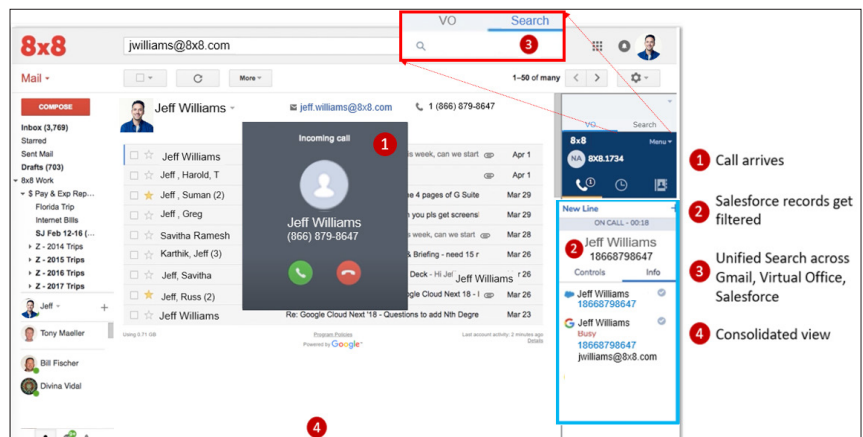 VO Search
3
8x8
jwilliams@8x8.com
Mail
More
1–50 of many
COMPOSE
Inbox (3,769)
Starred
Sent Mail
Drafts (703)
8x8 Work
$ Pay & Exp Rep...
Florida Trip
Internet Bills
SJ Feb 12-16 (...
Z - 2014 Trips
Z - 2015 Trips
Z - 2016 Trips
Z - 2017 Trips
Jeff
Tony Maeller
Bill Fischer
Divina Vidal
Jeff Williams jeff.williams@8x8.com 1 (866) 879-8647
Jeff Williams is week, can we start Apr 1
Jeff , Harold, T Apr 1
Jeff , Suman (2) e 4 pages of G Suite Mar 29
Jeff , Greg you pls get screens Mar 29
Savitha Ramesh s week, can we start Mar 28
Karthik, Jeff (3) & Briefing - need 15 r Mar 26
Jeff, Savitha Deck - Hi Jef Jeff Williams r 26
Jeff, Russ (2) gle Cloud Next 18 - I Mar 26
Jeff Williams Re: Google Cloud Next '18 - Questions to add Nth Degre Mar 23
Incoming call
1
Jeff Williams
(866) 879-8647
Using 0.71 GB
Program Policies
Powered by Google
Last account activity: 2 minutes ago
Details
4
VO Search
8x8 Menu
NA 8X8.1734
1
New Line +
ON CALL - 00:18
2 Jeff Williams
18668798647
Controls Info
Jeff Williams
18668798647
Jeff Williams
Busy
18668798647
jwilliams@8x8.com
1 Call arrives
2 Salesforce records get
filtered
3 Unified Search across
Gmail, Virtual Office,
Salesforce
4 Consolidated view